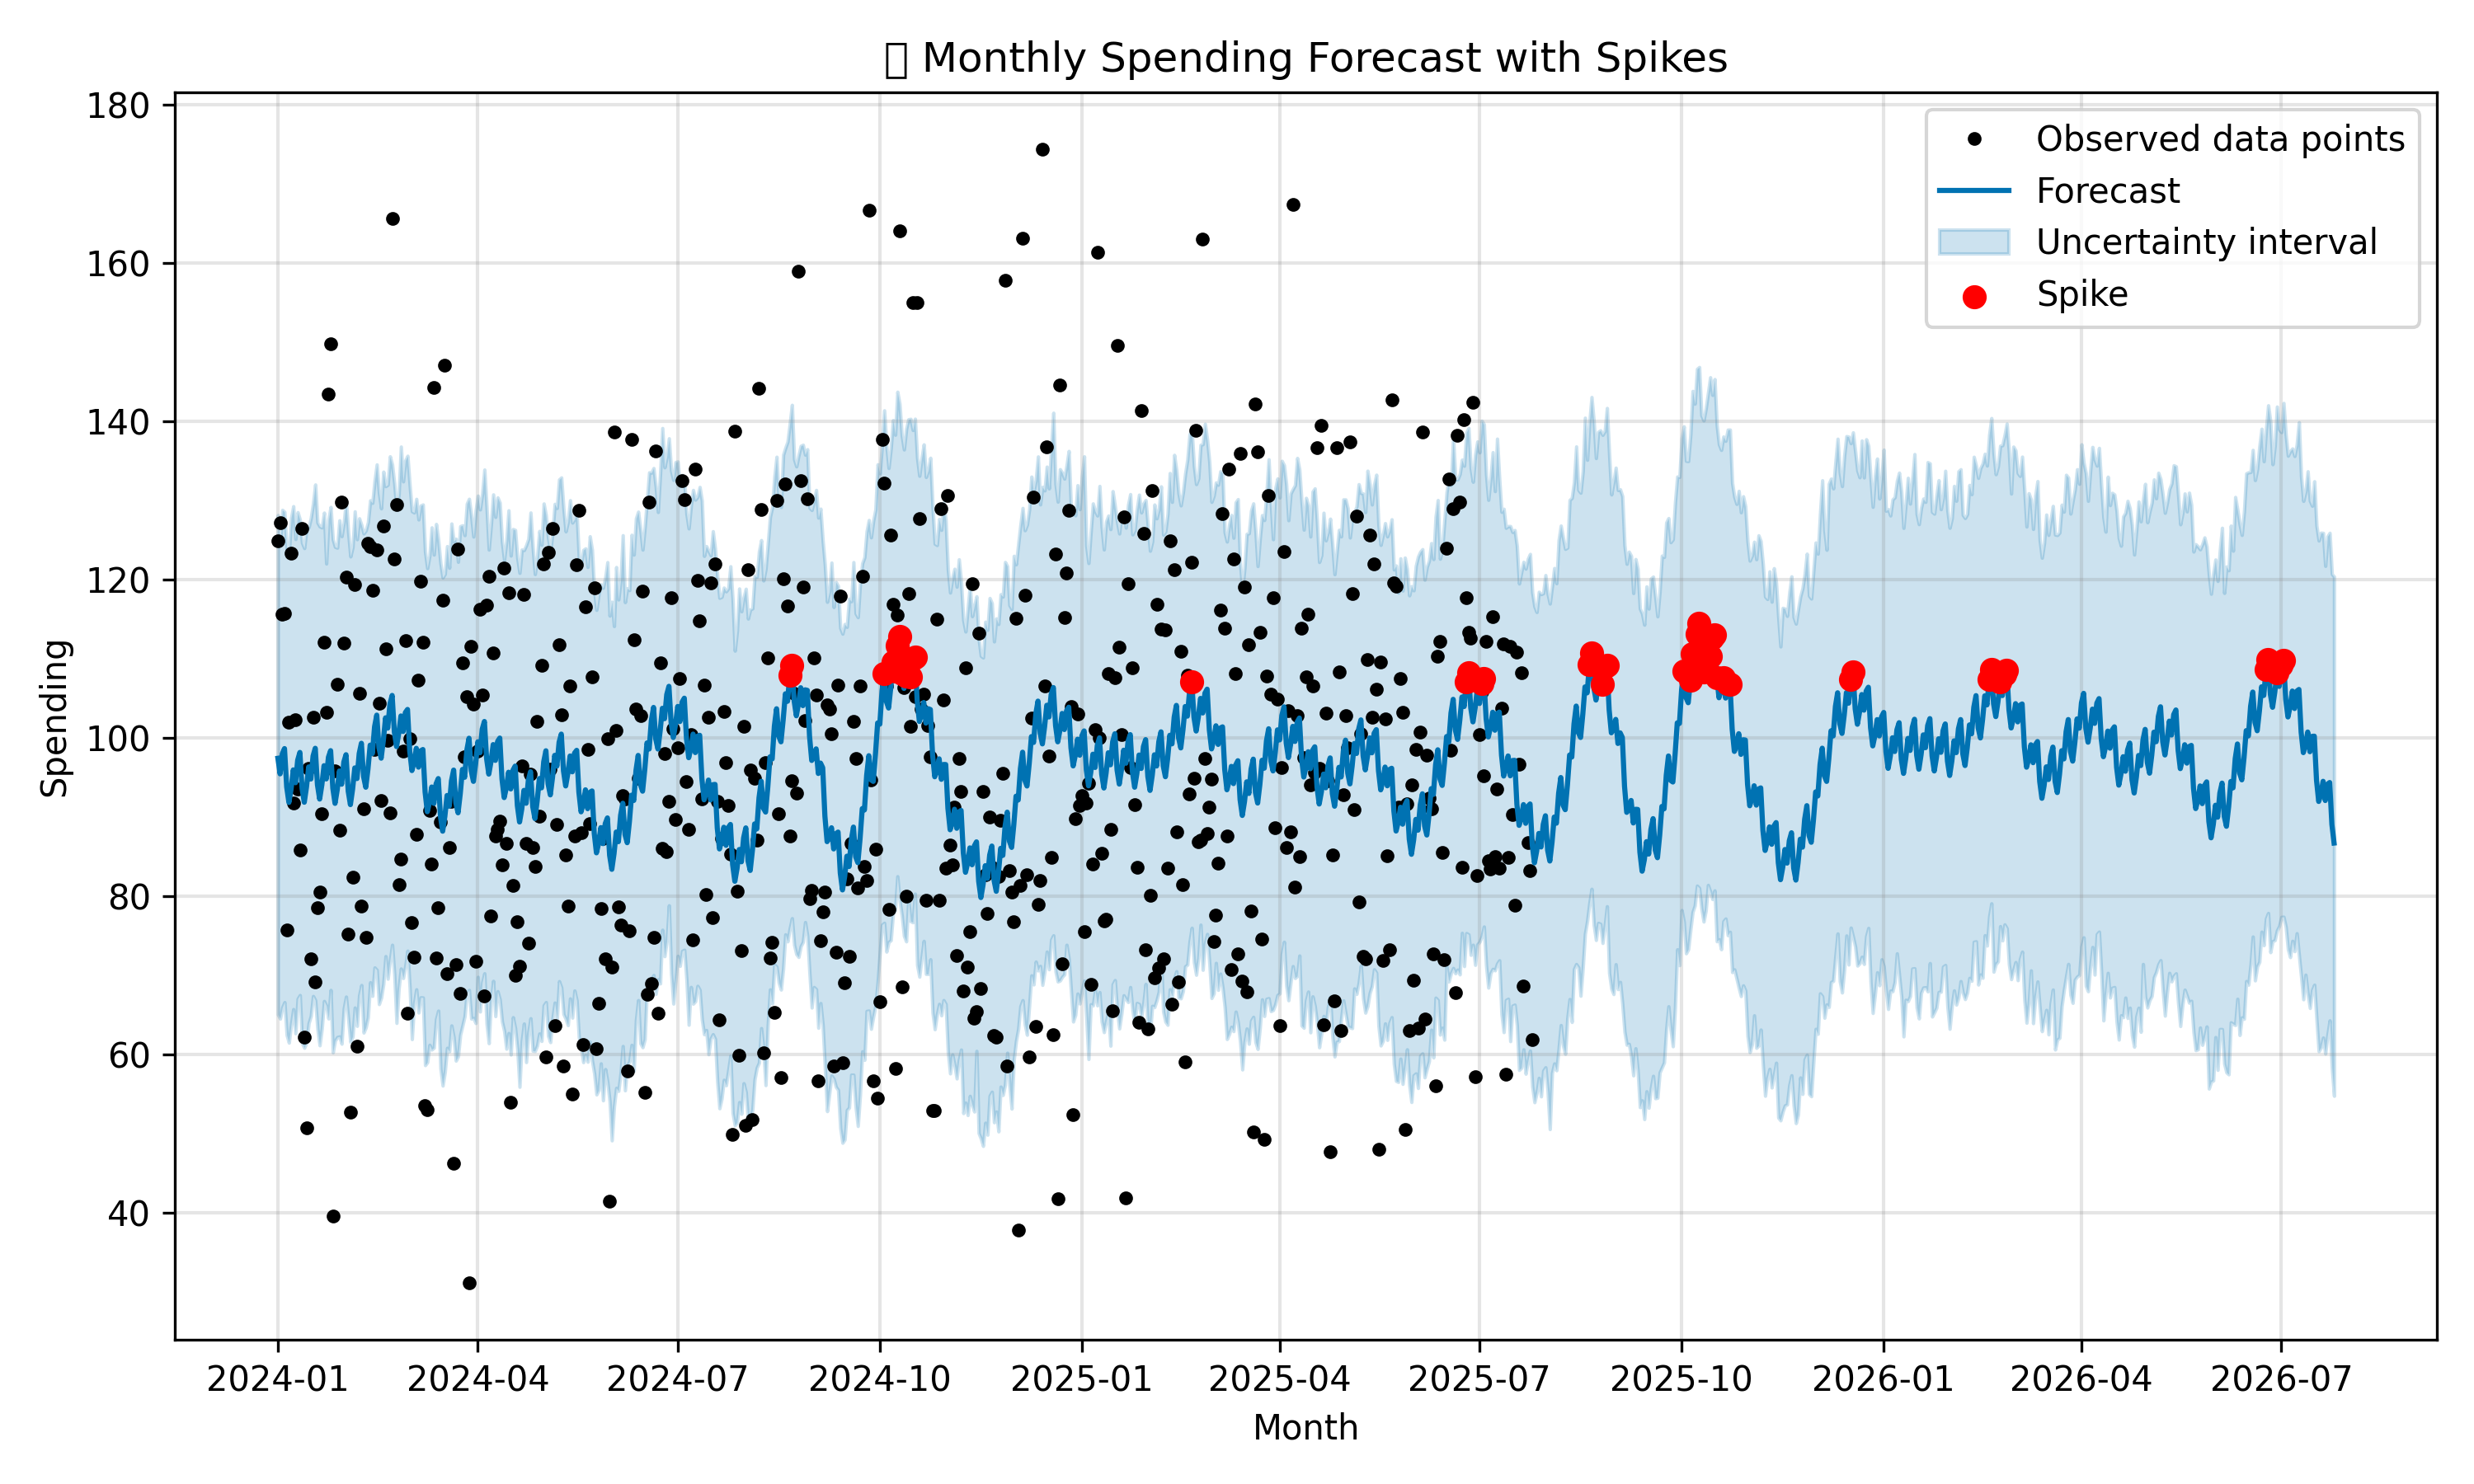 Monthly Spending Forecast with Spikes
Observed data points
Forecast
Uncertainty interval
Spike
Spending
180
160
140
120
100
80
60
40
2024-01 2024-04 2024-07 2024-10 2025-01 2025-04 2025-07 2025-10 2026-01 2026-04 2026-07
Month